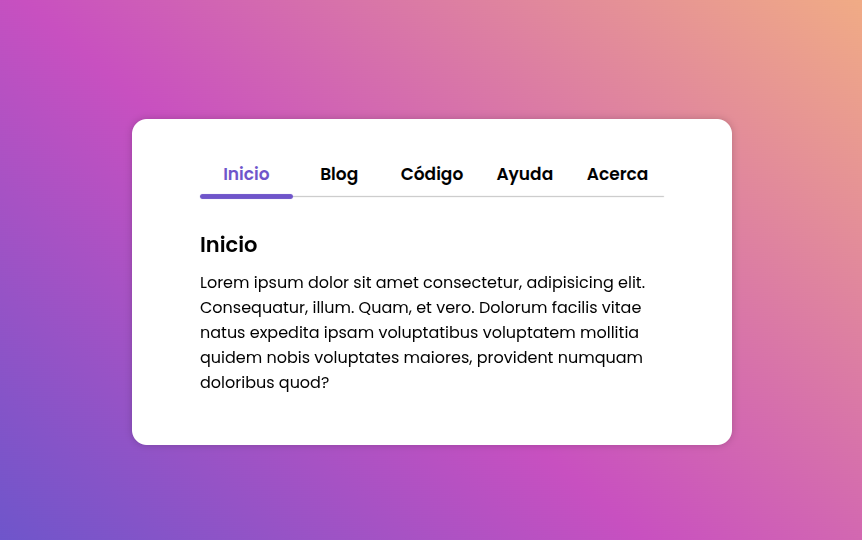 Inicio Blog Código Ayuda Acerca
Inicio
Lorem ipsum dolor sit amet consectetur, adipisicing elit.
Consequatur, illum. Quam, et vero. Dolorum facilis vitae
natus expedita ipsam voluptatibus voluptatem mollitia
quidem nobis voluptates maiores, provident numquam
doloribus quod?